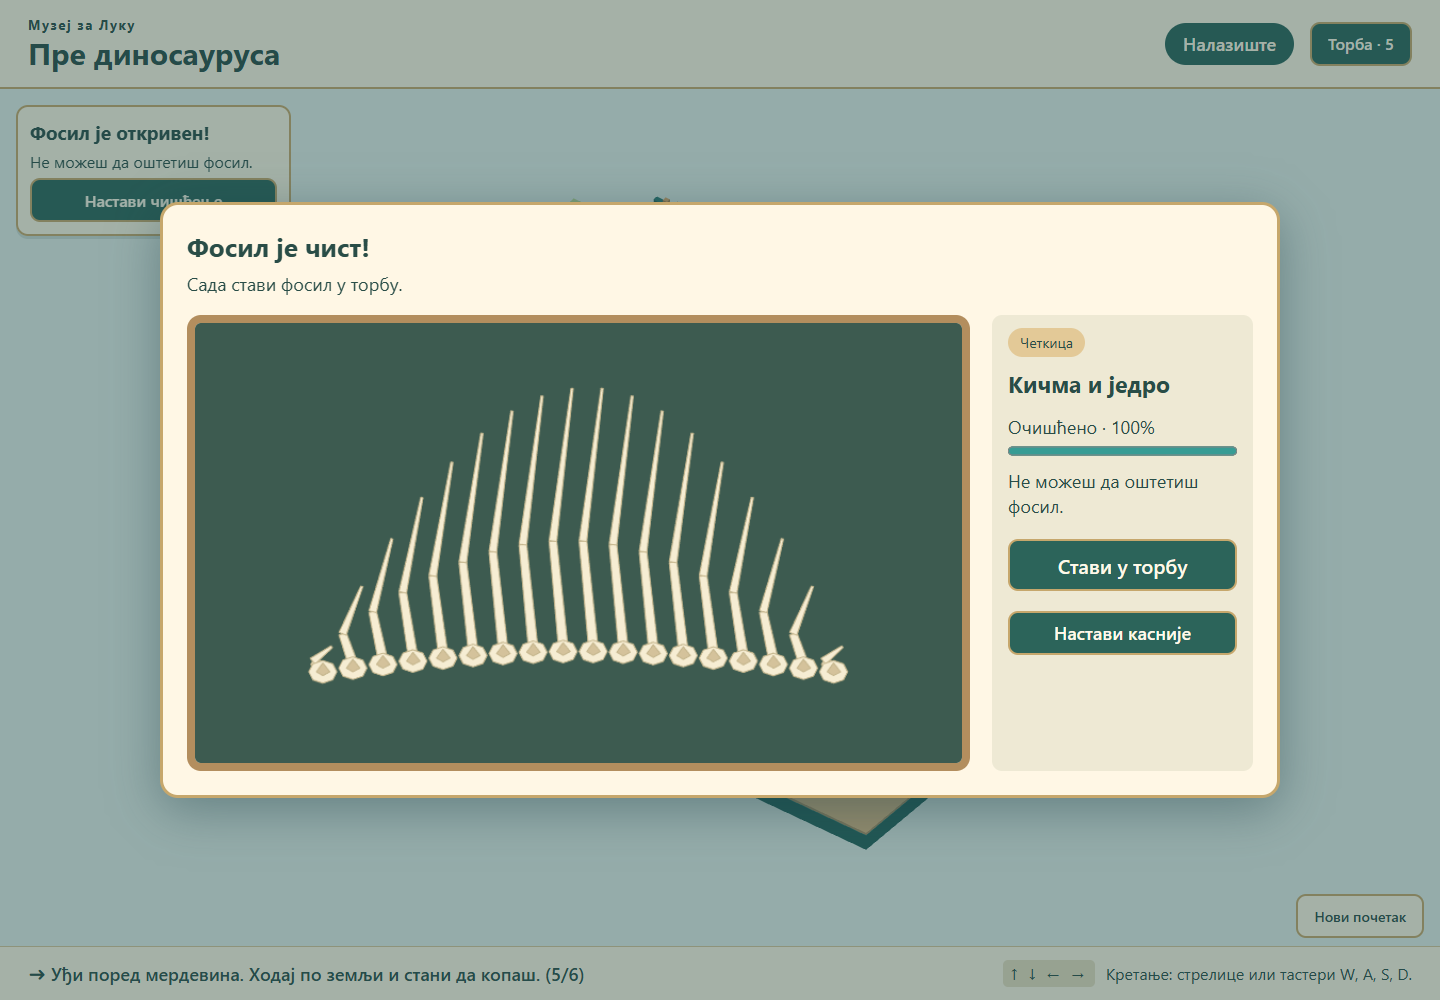 Музеј за Луку
Пре диносауруса
Налазиште
Торба · 5
Фосил је откривен!
Не можеш да оштетиш фосил.
Настави чишћење
Фосил је чист!
Сада стави фосил у торбу.
Четкица
Кичма и једро
Очишћено · 100%
Не можеш да оштетиш
фосил.
Стави у торбу
Настави касније
Нови почетак
→ Уђи поред мердевина. Ходај по земљи и стани да копаш. (5/6)
↑ ↓ ← → Кретање: стрелице или тастери W, A, S, D.